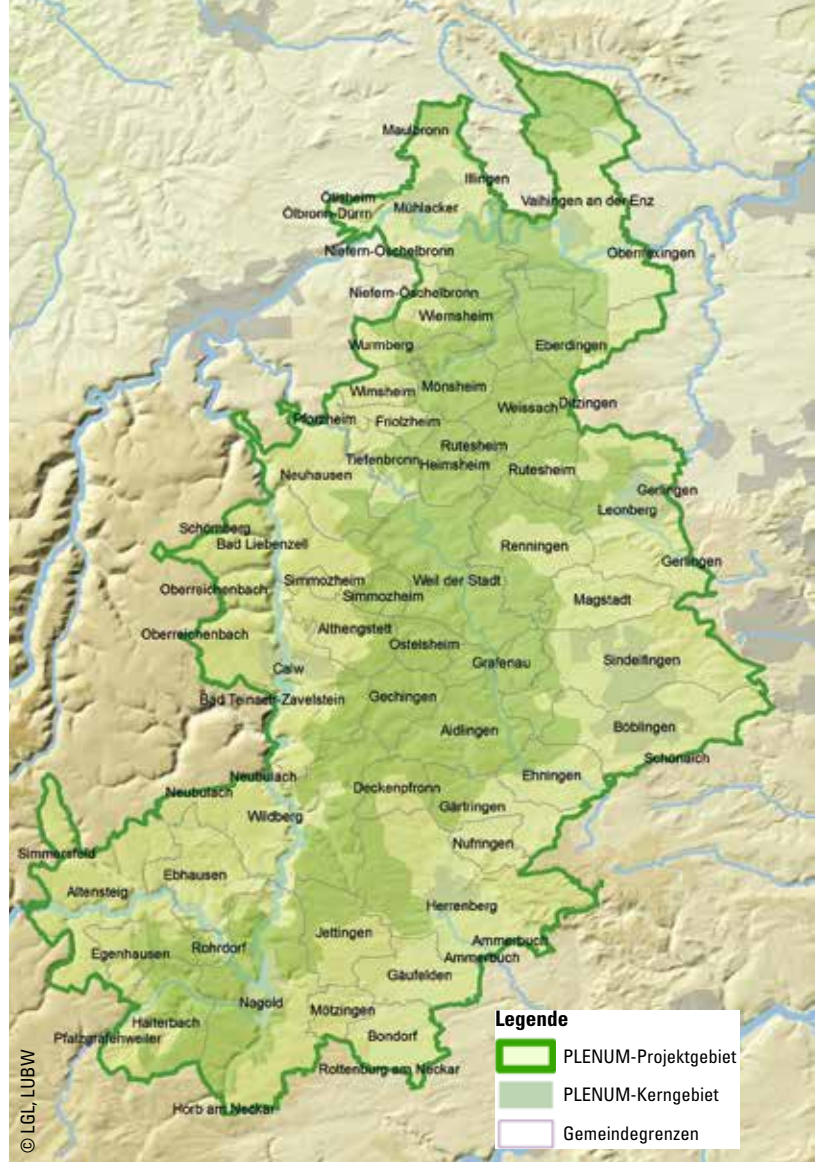 Maulbronn
Illingen
Ötisheim
Ölbronn-Dürrn
Mühlacker
Vaihingen an der Enz
Niefern-Öschelbronn
Oberriexingen
Niefern-Öschelbronn
Wiernsheim
Wurmberg
Eberdingen
Wimsheim
Mönsheim
Weissach
Ditzingen
Pforzheim
Friolzheim
Rutesheim
Tiefenbronn
Heimsheim
Rutesheim
Neuhausen
Gerlingen
Leonberg
Schömberg
Bad Liebenzell
Renningen
Gerlingen
Oberreichenbach
Simmozheim
Simmozheim
Weil der Stadt
Magstadt
Oberreichenbach
Althengstett
Ostelsheim
Calw
Grafenau
Sindelfingen
Bad Teinach-Zavelstein
Gechingen
Aidlingen
Böblingen
Schönaich
Neubulach
Neubulach
Deckenpfronn
Ehningen
Wildberg
Gärtringen
Nufringen
Simmersfeld
Altensteig
Ebhausen
Herrenberg
Egenhausen
Rohrdorf
Jettingen
Ammerbuch
Ammerbuch
Gäufelden
Nagold
Mötzingen
Haiterbach
Bondorf
Pfalzgrafenweiler
Rottenburg am Neckar
Horb am Neckar
Legende
PLENUM-Projektgebiet
PLENUM-Kerngebiet
Gemeindegrenzen
© LGL, LUBW